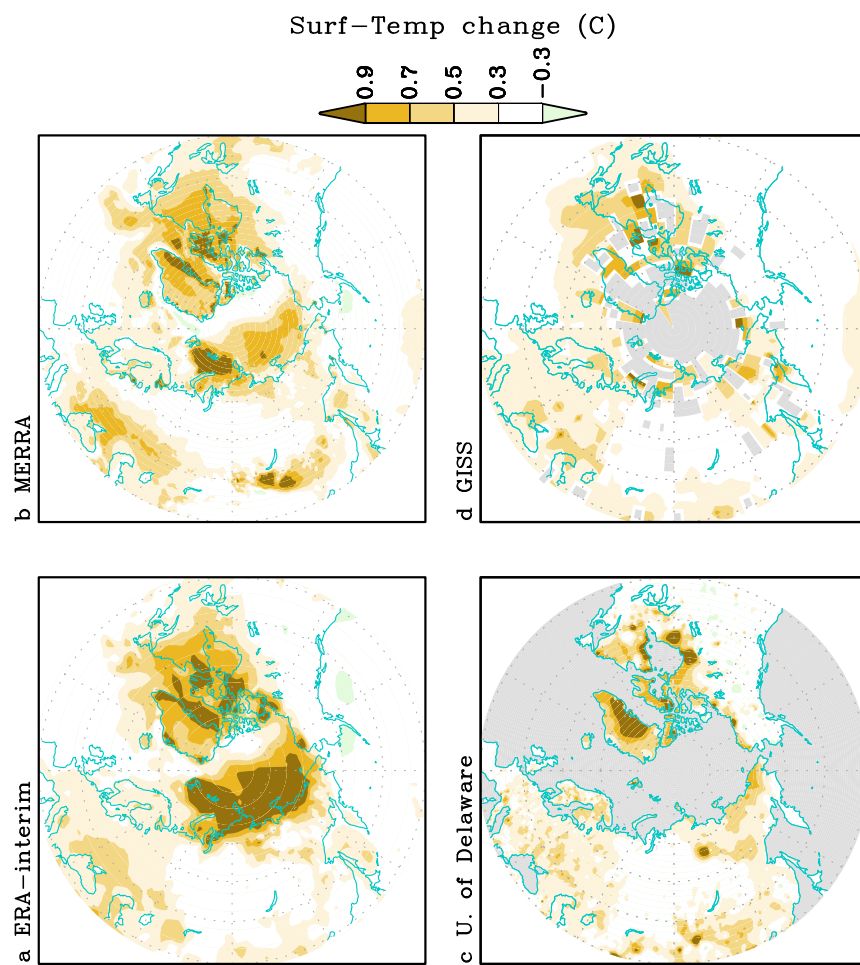 Surf-Temp change (C)
0.9
0.7
0.5
0.3
-0.3
a ERA-interim
b MERRA
c U. of Delaware
d GISS